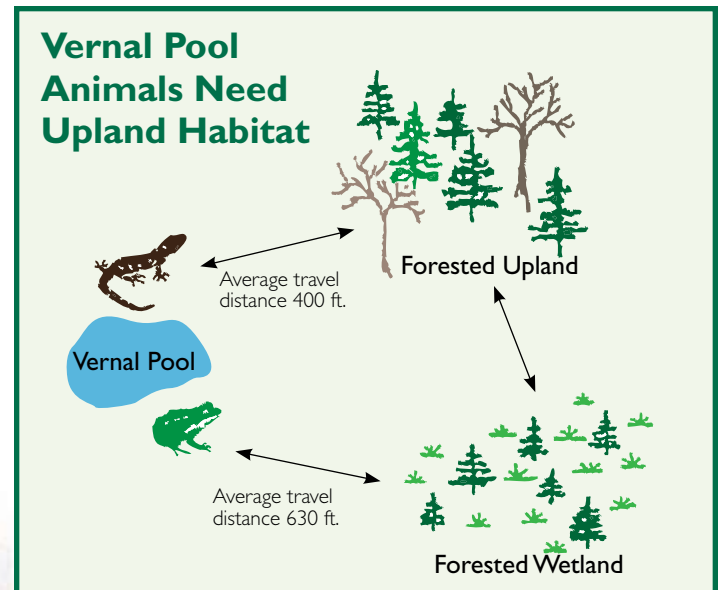 Vernal Pool
Animals Need
Upland Habitat
Forested Upland
Average travel
distance 400 ft.
Vernal Pool
Average travel
distance 630 ft.
Forested Wetland